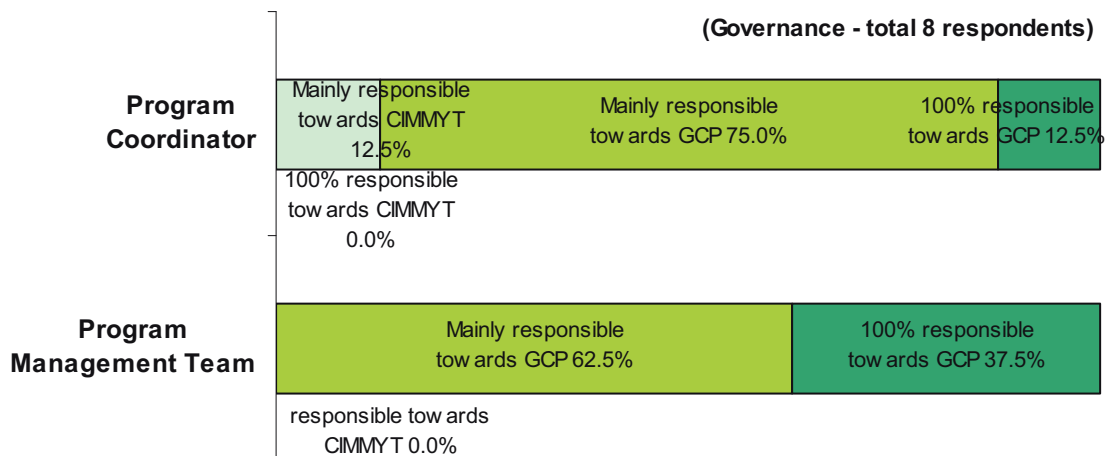 (Governance - total 8 respondents)
Program
Coordinator
Mainly responsible
tow ards CIMMYT
12.5%
Mainly responsible
tow ards GCP 75.0%
100% responsible
tow ards GCP 12.5%
100% responsible
tow ards CIMMYT
0.0%
Program
Management Team
Mainly responsible
tow ards GCP 62.5%
100% responsible
tow ards GCP 37.5%
responsible tow ards
CIMMYT 0.0%